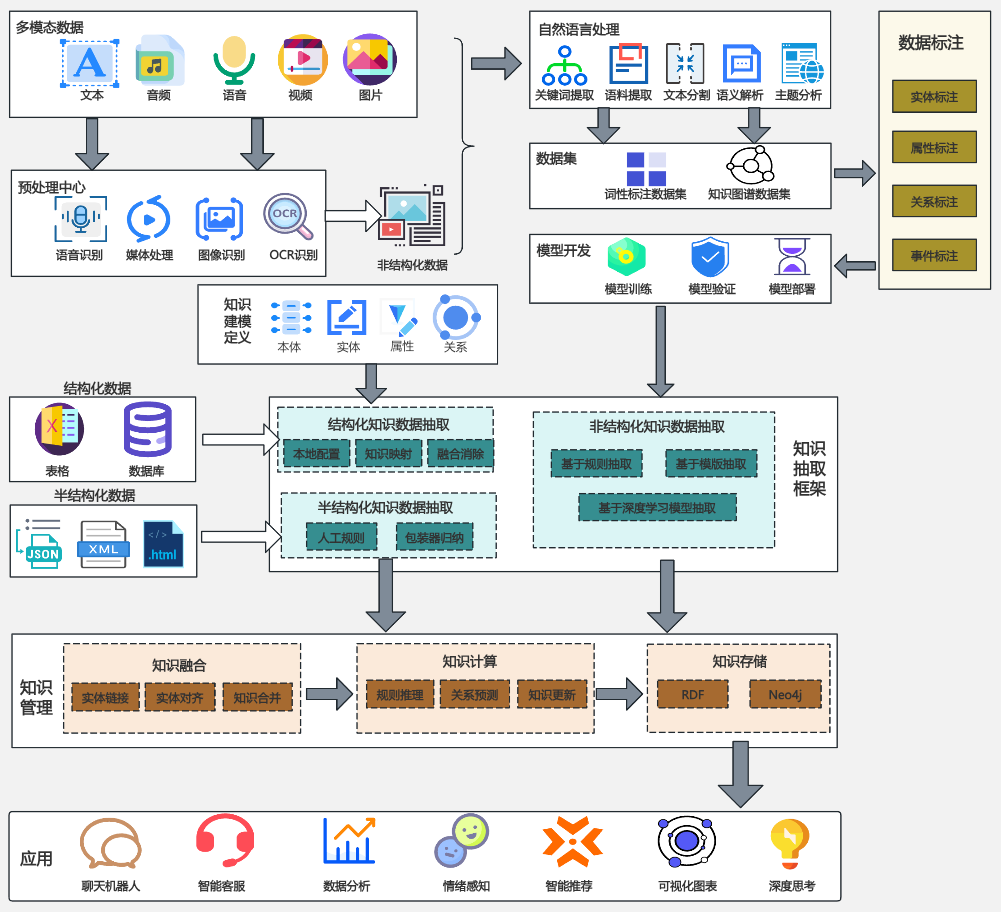 多模态数据
文本
音频
语音
视频
图片
预处理中心
语音识别
媒体处理
图像识别
OCR
OCR识别
非结构化数据
自然语言处理
关键词提取
语料提取
文本分割
语义解析
主题分析
数据集
词性标注数据集
知识图谱数据集
数据标注
实体标注
属性标注
关系标注
事件标注
模型开发
模型训练
模型验证
模型部署
知识
建模
定义
本体
实体
属性
关系
结构化数据
X
表格
数据库
半结构化数据
JSON
XML
</>
.html
结构化知识数据抽取
本地配置
知识映射
融合消除
半结构化知识数据抽取
人工规则
包装器归纳
非结构化知识数据抽取
基于规则抽取
基于模版抽取
基于深度学习模型抽取
知识
抽取
框架
知识
管理
知识融合
实体链接
实体对齐
知识合并
知识计算
规则推理
关系预测
知识更新
知识存储
RDF
Neo4j
应用
聊天机器人
智能客服
数据分析
情绪感知
智能推荐
可视化图表
深度思考